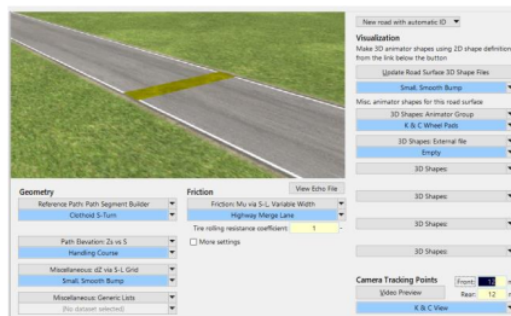 New road with automatic ID
Visualization
Make 3D animator shapes using 2D shape definition
from the link below the button
Update Road Surface 3D Shape Files
Small, Smooth Bump
Misc. animator shapes for this road surface
3D Shapes: Animator Group
K & C Wheel Pads
3D Shapes: External file
Empty
3D Shapes:
3D Shapes:
3D Shapes:
3D Shapes:
Geometry
Reference Path: Path Segment Builder
Clothoid S-Turn
Path Elevation: Zs vs S
Handling Course
Miscellaneous: dZ via S-L Grid
Small, Smooth Bump
Miscellaneous: Generic Lists
(No dataset selected)
Friction
View Echo File
Friction: Mu via S-L, Variable Width
Highway Merge Lane
Tire rolling resistance coefficient: 1 -
More settings
Camera Tracking Points
Front: 12
Video Preview
Rear: 12
K & C View